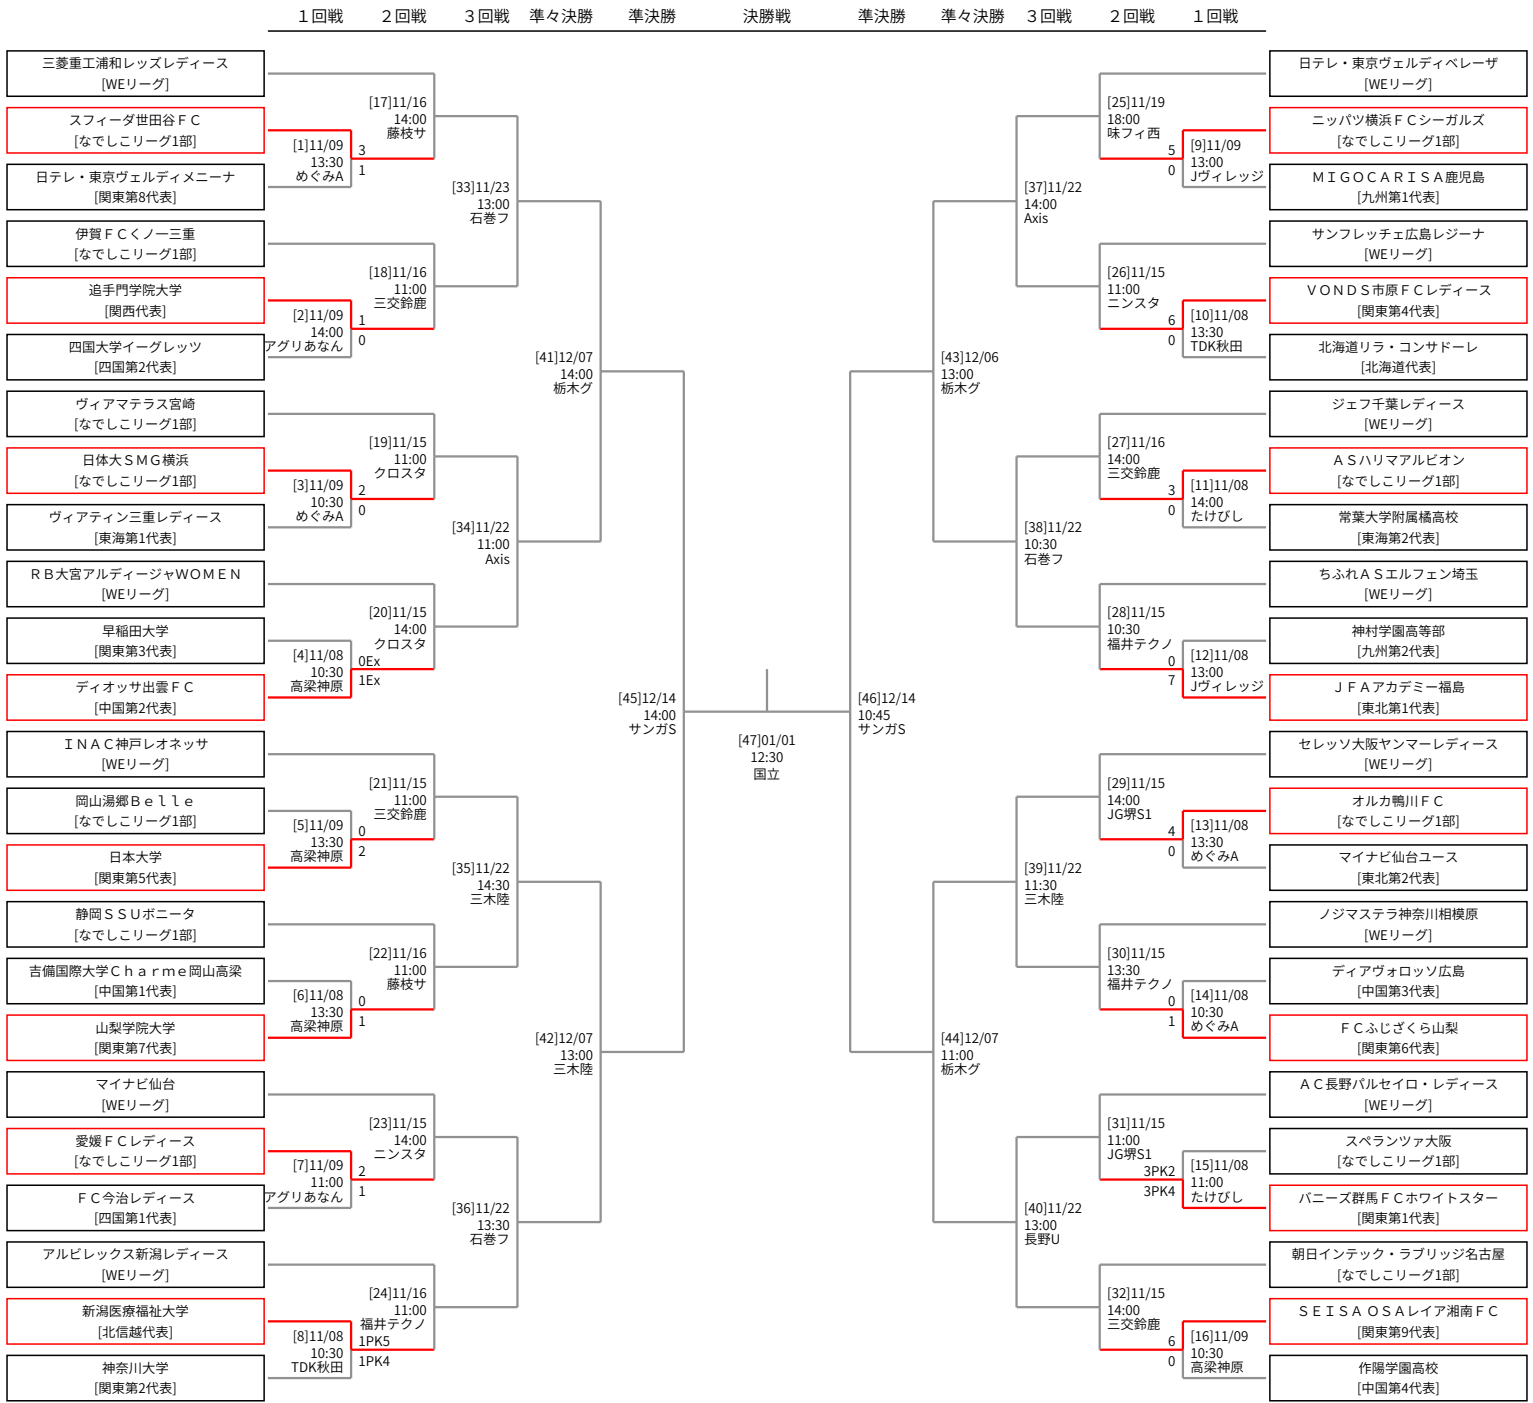 １回戦 ２回戦 ３回戦 準々決勝 準決勝 決勝戦 準決勝 準々決勝 ３回戦 ２回戦 １回戦
三菱重工浦和レッズレディース
[WEリーグ]
スフィーダ世田谷ＦＣ
[なでしこリーグ1部]
日テレ・東京ヴェルディメニーナ
[関東第8代表]
伊賀ＦＣくノ一三重
[なでしこリーグ1部]
追手門学院大学
[関西代表]
四国大学イーグレッツ
[四国第2代表]
ヴィアマテラス宮崎
[なでしこリーグ1部]
日体大ＳＭＧ横浜
[なでしこリーグ1部]
ヴィアティン三重レディース
[東海第1代表]
ＲＢ大宮アルディージャＷＯＭＥＮ
[WEリーグ]
早稲田大学
[関東第3代表]
ディオッサ出雲ＦＣ
[中国第2代表]
ＩＮＡＣ神戸レオネッサ
[WEリーグ]
岡山湯郷Ｂｅｌｌｅ
[なでしこリーグ1部]
日本大学
[関東第5代表]
静岡ＳＳＵボニータ
[なでしこリーグ1部]
吉備国際大学Ｃｈａｒｍｅ岡山高梁
[中国第1代表]
山梨学院大学
[関東第7代表]
マイナビ仙台
[WEリーグ]
愛媛ＦＣレディース
[なでしこリーグ1部]
ＦＣ今治レディース
[四国第1代表]
アルビレックス新潟レディース
[WEリーグ]
新潟医療福祉大学
[北信越代表]
神奈川大学
[関東第2代表]
[1]11/09
13:30
めぐみA
3
1
[2]11/09
14:00
アグリあなん
1
0
[3]11/09
10:30
めぐみA
2
0
[4]11/08
10:30
高梁神原
0Ex
1Ex
[5]11/09
13:30
高梁神原
0
2
[6]11/08
13:30
高梁神原
0
1
[7]11/09
11:00
アグリあなん
2
1
[8]11/08
10:30
TDK秋田
1PK5
1PK4
[17]11/16
14:00
藤枝サ
[18]11/16
11:00
三交鈴鹿
[19]11/15
11:00
クロスタ
[20]11/15
14:00
クロスタ
[21]11/15
11:00
三交鈴鹿
[22]11/16
11:00
藤枝サ
[23]11/15
14:00
ニンスタ
[24]11/16
11:00
福井テクノ
[33]11/23
13:00
石巻フ
[34]11/22
11:00
Axis
[35]11/22
14:30
三木陸
[36]11/22
13:30
石巻フ
[41]12/07
14:00
栃木グ
[42]12/07
13:00
三木陸
[45]12/14
14:00
サンガS
[47]01/01
12:30
国立
[46]12/14
10:45
サンガS
[43]12/06
13:00
栃木グ
[44]12/07
11:00
栃木グ
[37]11/22
14:00
Axis
[38]11/22
10:30
石巻フ
[39]11/22
11:30
三木陸
[40]11/22
13:00
長野U
[25]11/19
18:00
味フィ西
[26]11/15
11:00
ニンスタ
[27]11/16
14:00
三交鈴鹿
[28]11/15
10:30
福井テクノ
[29]11/15
14:00
JG堺S1
[30]11/15
13:30
福井テクノ
[31]11/15
11:00
JG堺S1
[32]11/15
14:00
三交鈴鹿
5
0
[9]11/09
13:00
Jヴィレッジ
6
0
[10]11/08
13:30
TDK秋田
3
0
[11]11/08
14:00
たけびし
0
7
[12]11/08
13:00
Jヴィレッジ
4
0
[13]11/08
13:30
めぐみA
0
1
[14]11/08
10:30
めぐみA
3PK2
3PK4
[15]11/08
11:00
たけびし
6
0
[16]11/09
10:30
高梁神原
日テレ・東京ヴェルディベレーザ
[WEリーグ]
ニッパツ横浜ＦＣシーガルズ
[なでしこリーグ1部]
ＭＩＧＯＣＡＲＩＳＡ鹿児島
[九州第1代表]
サンフレッチェ広島レジーナ
[WEリーグ]
ＶＯＮＤＳ市原ＦＣレディース
[関東第4代表]
北海道リラ・コンサドーレ
[北海道代表]
ジェフ千葉レディース
[WEリーグ]
ＡＳハリマアルビオン
[なでしこリーグ1部]
常葉大学附属橘高校
[東海第2代表]
ちふれＡＳエルフェン埼玉
[WEリーグ]
神村学園高等部
[九州第2代表]
ＪＦＡアカデミー福島
[東北第1代表]
セレッソ大阪ヤンマーレディース
[WEリーグ]
オルカ鴨川ＦＣ
[なでしこリーグ1部]
マイナビ仙台ユース
[東北第2代表]
ノジマステラ神奈川相模原
[WEリーグ]
ディアヴォロッソ広島
[中国第3代表]
ＦＣふじざくら山梨
[関東第6代表]
ＡＣ長野パルセイロ・レディース
[WEリーグ]
スペランツァ大阪
[なでしこリーグ1部]
バニーズ群馬ＦＣホワイトスター
[関東第1代表]
朝日インテック・ラブリッジ名古屋
[なでしこリーグ1部]
ＳＥＩＳＡ ＯＳＡレイア湘南ＦＣ
[関東第9代表]
作陽学園高校
[中国第4代表]